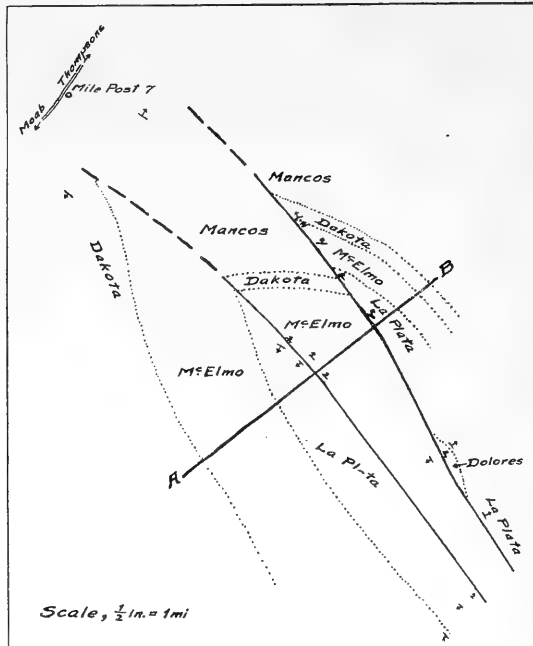 Thompsons
Moab
Mile Post 7
Mancos
Mancos
Dakota
Dakota
Dakota
McElmo
B
La Plata
McElmo
McElmo
La Plata
A
Dolores
La Plata
Scale, 1/2 in. = 1 mi